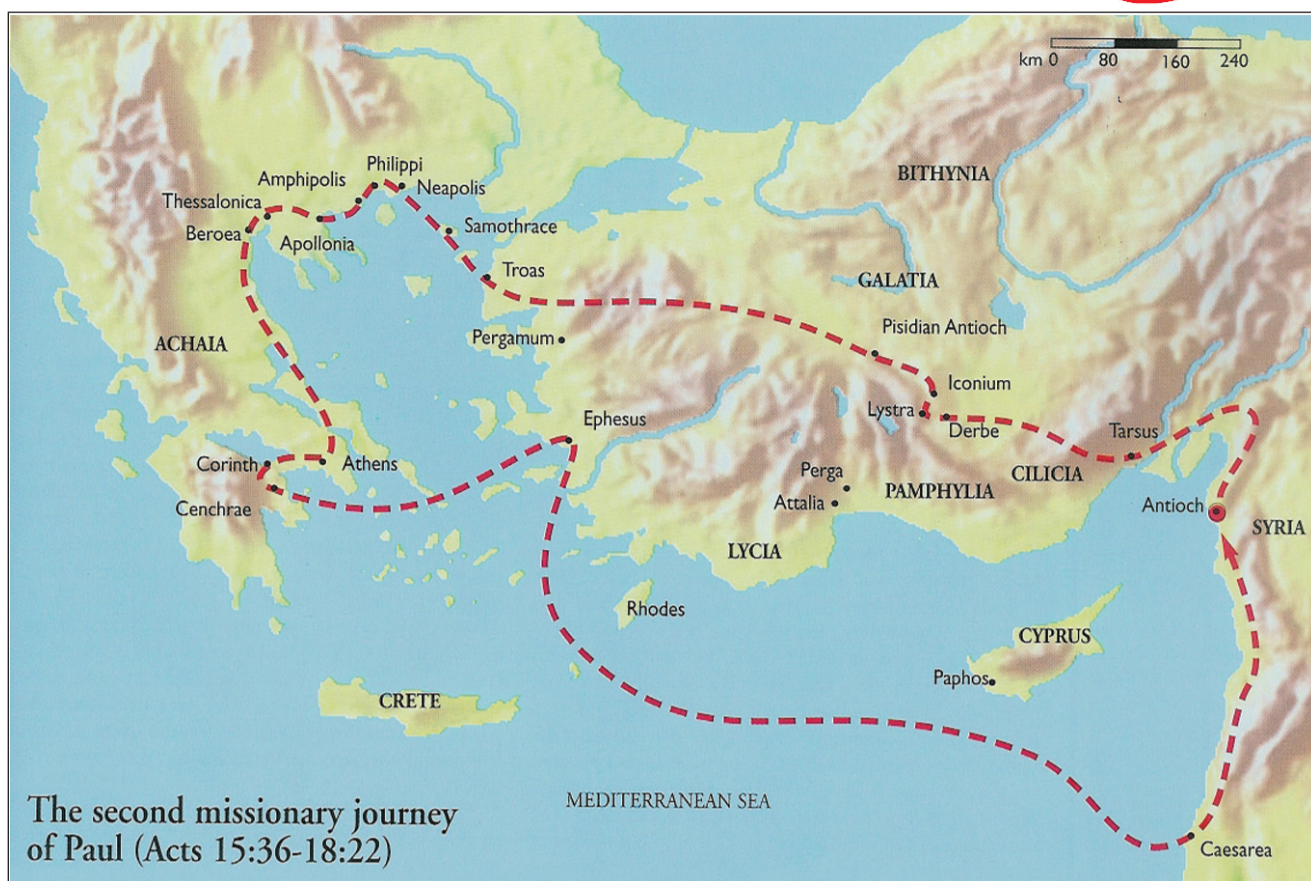 km 0 80 160 240
BITHYNIA
Philippi
Amphipolis
Neapolis
Thessalonica
Beroea
Apollonia
Samothrace
Troas
GALATIA
Pisidian Antioch
Pergamum
ACHAIA
Iconium
Lystra
Derbe
Ephesus
Tarsus
Corinth
Athens
CILICIA
Perga
PAMPHYLIA
Cenchrae
Attalia
Antioch
SYRIA
LYCIA
Rhodes
CYPRUS
Paphos
CRETE
MEDITERRANEAN SEA
The second missionary journey
of Paul (Acts 15:36-18:22)
Caesarea